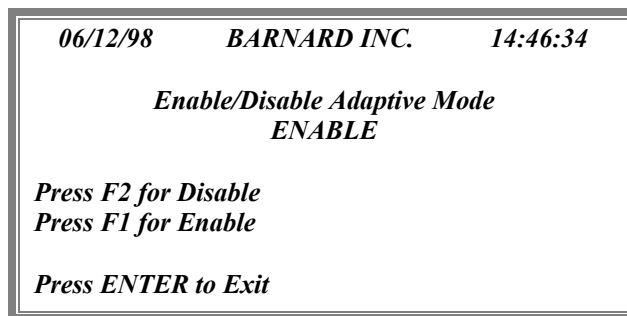 06/12/98 BARNARD INC. 14:46:34
Enable/Disable Adaptive Mode
ENABLE
Press F2 for Disable
Press F1 for Enable
Press ENTER to Exit